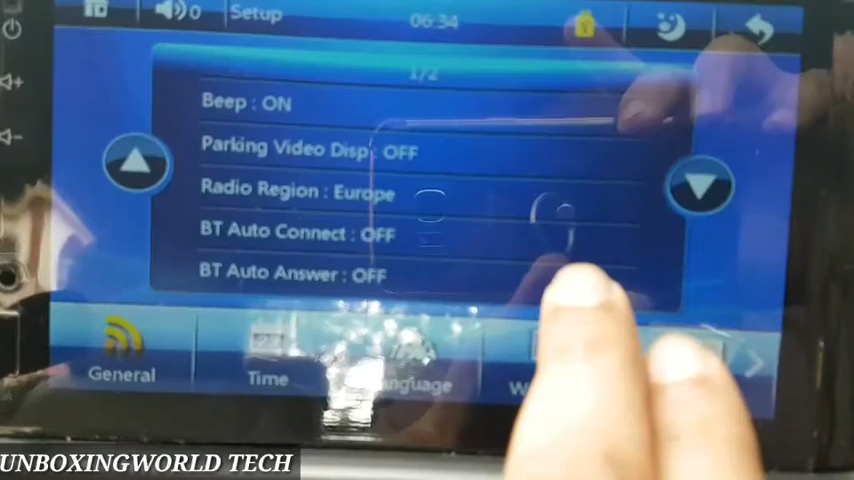 0 Setup 06:34
1/2
Beep : ON
Parking Video Disp : OFF
Radio Region : Europe
BT Auto Connect : OFF
BT Auto Answer : OFF
General Time
UNBOXINGWORLD TECH